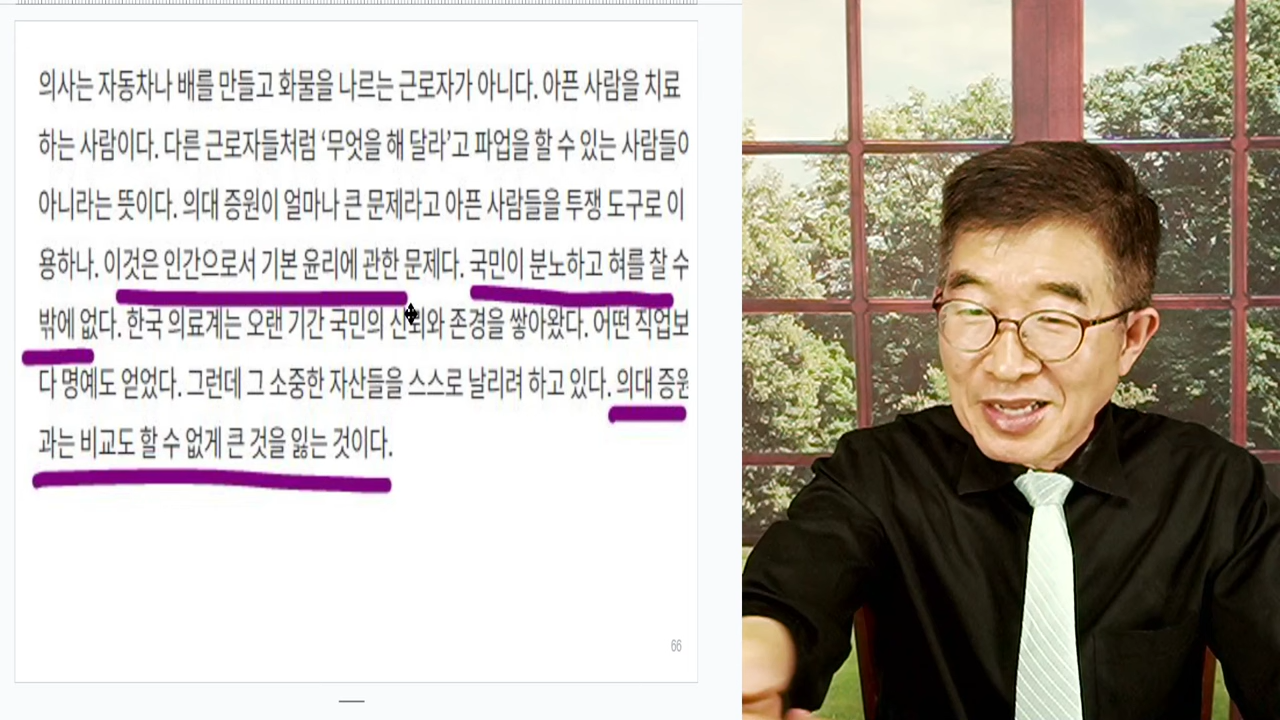 의사는 자동차나 배를 만들고 화물을 나르는 근로자가 아니다. 아픈 사람을 치료
하는 사람이다. 다른 근로자들처럼 ‘무엇을 해 달라’고 파업을 할 수 있는 사람들이
아니라는 뜻이다. 의대 증원이 얼마나 큰 문제라고 아픈 사람들을 투쟁 도구로 이
용하나. 이것은 인간으로서 기본 윤리에 관한 문제다. 국민이 분노하고 혀를 찰 수
밖에 없다. 한국 의료계는 오랜 기간 국민의 신뢰와 존경을 쌓아왔다. 어떤 직업보
다 명예도 얻었다. 그런데 그 소중한 자산들을 스스로 날리려 하고 있다. 의대 증원
과는 비교도 할 수 없게 큰 것을 잃는 것이다.
66